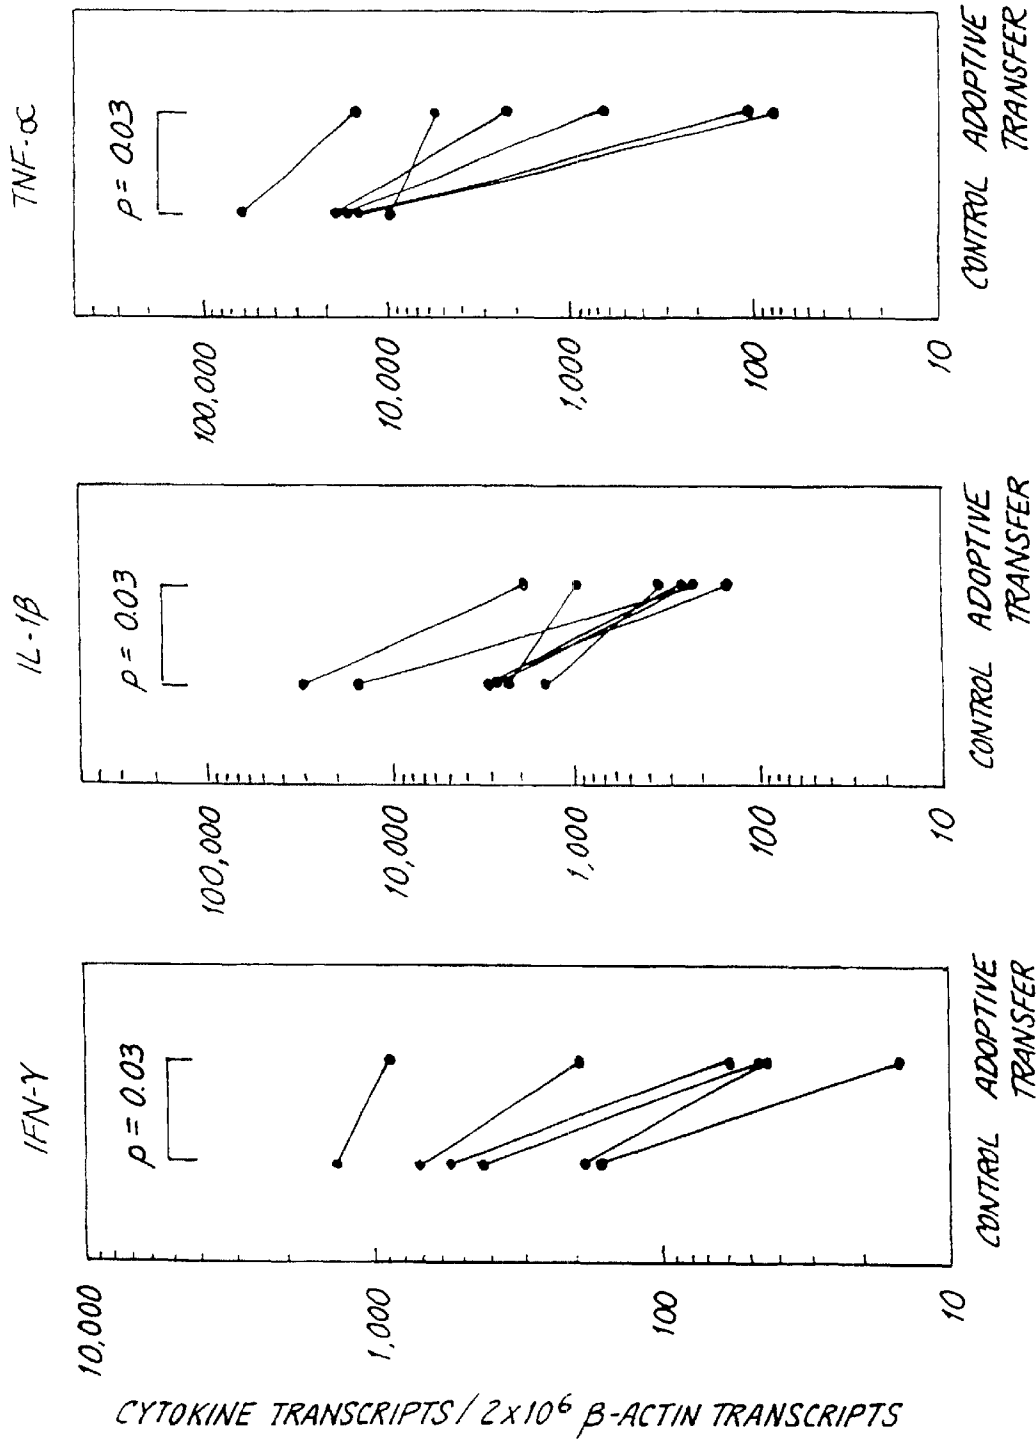 CYTOKINE TRANSCRIPTS / 2x10⁶ β-ACTIN TRANSCRIPTS
IFN-γ
p = 0.03
10,000
1,000
100
10
CONTROL ADOPTIVE
TRANSFER
IL-1β
p = 0.03
100,000
10,000
1,000
100
10
CONTROL ADOPTIVE
TRANSFER
TNF-α
p = 0.03
100,000
10,000
1,000
100
10
CONTROL ADOPTIVE
TRANSFER